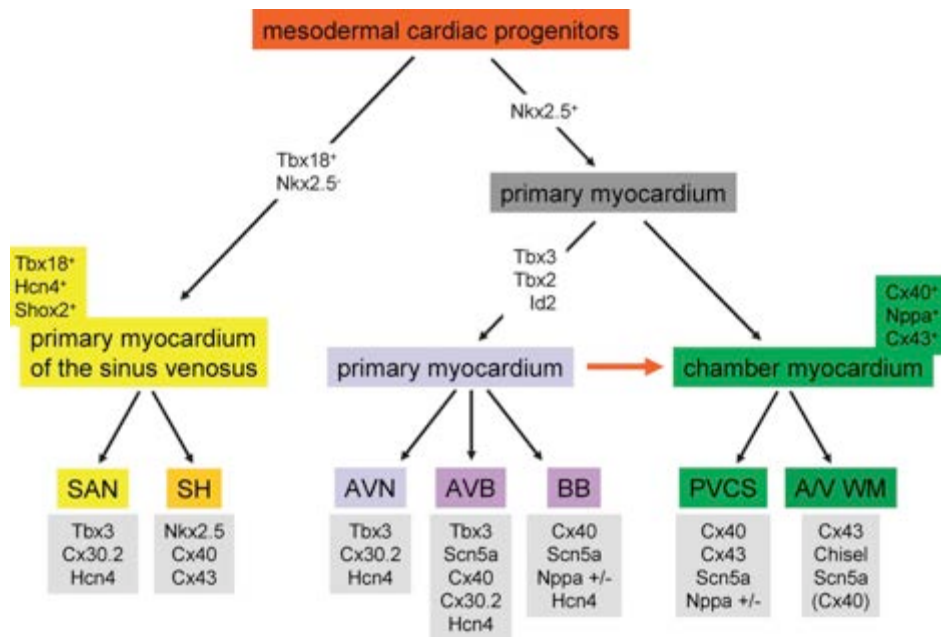 mesodermal cardiac progenitors
Nkx2.5⁺
Tbx18⁺
Nkx2.5⁻
primary myocardium
Tbx3
Tbx2
Id2
Tbx18⁺
Hcn4⁺
Shox2⁺
primary myocardium
of the sinus venosus
primary myocardium
Cx40⁺
Nppa⁺
Cx43⁺
chamber myocardium
SAN
Tbx3
Cx30.2
Hcn4
SH
Nkx2.5
Cx40
Cx43
AVN
Tbx3
Cx30.2
Hcn4
AVB
Tbx3
Scn5a
Cx40
Cx30.2
Hcn4
BB
Cx40
Scn5a
Nppa +/-
Hcn4
PVCS
Cx40
Cx43
Scn5a
Nppa +/-
A/V WM
Cx43
Chisel
Scn5a
(Cx40)